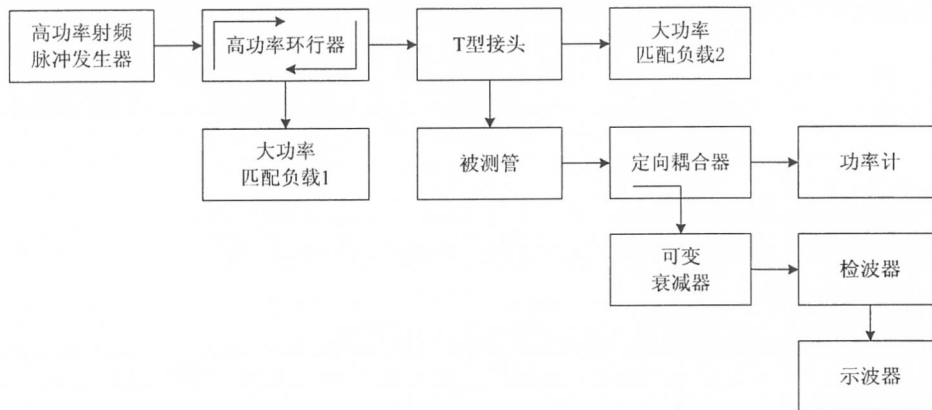 高功率射频
脉冲发生器
高功率环行器
T型接头
大功率
匹配负载2
大功率
匹配负载1
被测管
定向耦合器
功率计
可变
衰减器
检波器
示波器